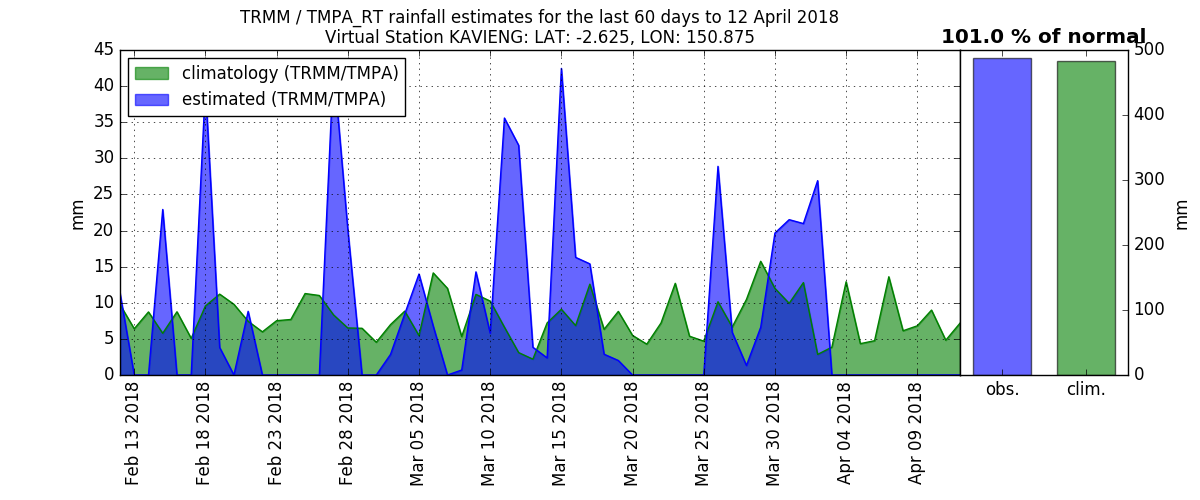 TRMM / TMPA_RT rainfall estimates for the last 60 days to 12 April 2018
Virtual Station KAVIENG: LAT: -2.625, LON: 150.875
101.0 % of normal
climatology (TRMM/TMPA)
estimated (TRMM/TMPA)
mm
45
40
35
30
25
20
15
10
5
0
Feb 13 2018
Feb 18 2018
Feb 23 2018
Feb 28 2018
Mar 05 2018
Mar 10 2018
Mar 15 2018
Mar 20 2018
Mar 25 2018
Mar 30 2018
Apr 04 2018
Apr 09 2018
obs.
clim.
500
400
300
200
100
0
mm